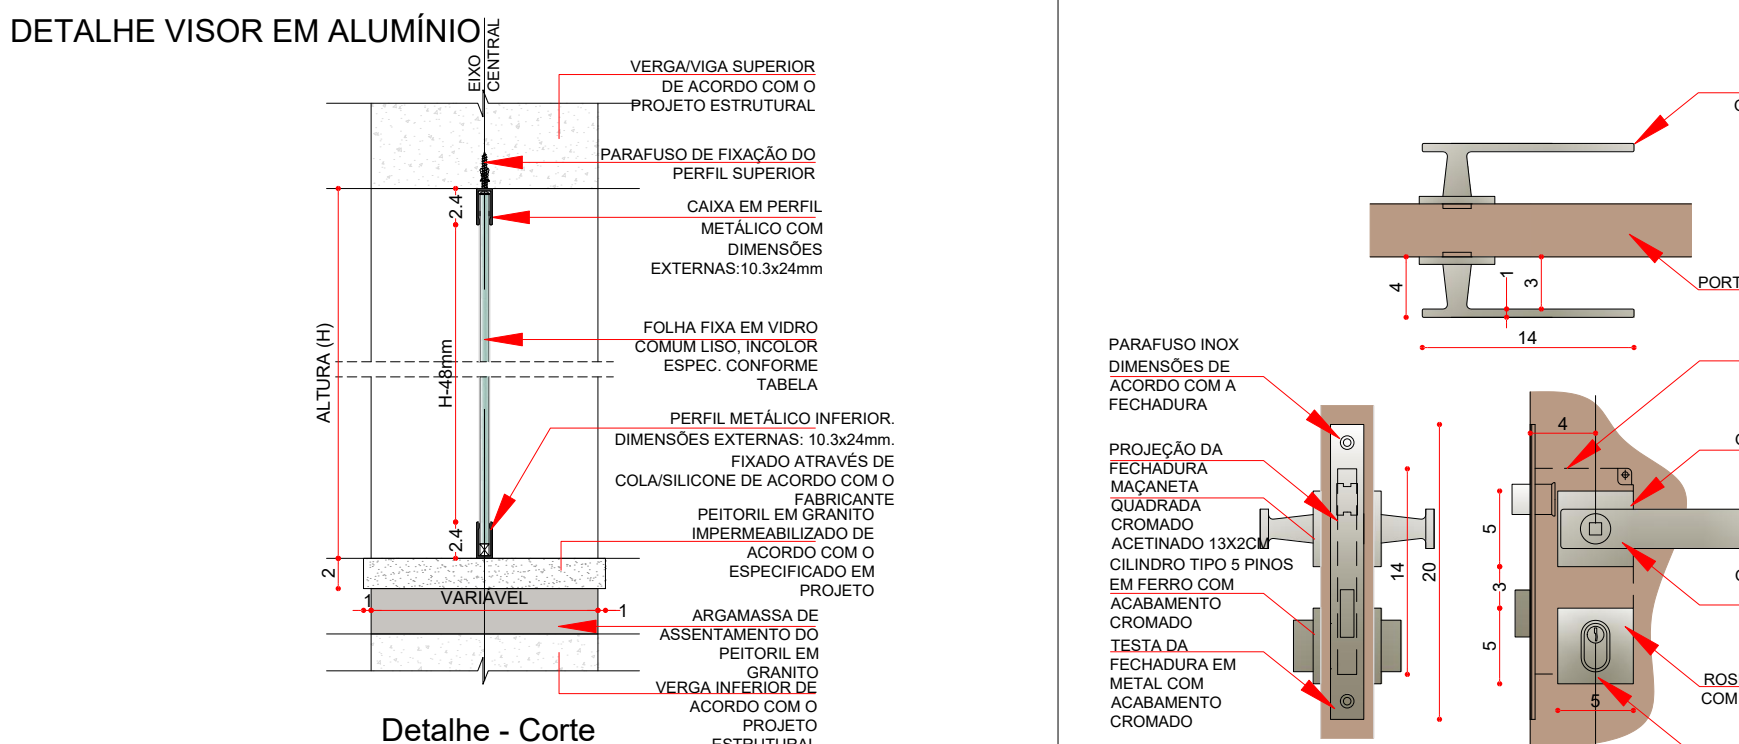 DETALHE VISOR EM ALUMÍNIO
EIXO
CENTRAL
VERGA/VIGA SUPERIOR
DE ACORDO COM O
PROJETO ESTRUTURAL
PARAFUSO DE FIXAÇÃO DO
PERFIL SUPERIOR
2.4
CAIXA EM PERFIL
METÁLICO COM
DIMENSÕES
EXTERNAS:10.3x24mm
ALTURA (H)
H-48mm
FOLHA FIXA EM VIDRO
COMUM LISO, INCOLOR
ESPEC. CONFORME
TABELA
PERFIL METÁLICO INFERIOR.
DIMENSÕES EXTERNAS: 10.3x24mm.
FIXADO ATRAVÉS DE
COLA/SILICONE DE ACORDO COM O
FABRICANTE
2.4
PEITORIL EM GRANITO
IMPERMEABILIZADO DE
ACORDO COM O
ESPECIFICADO EM
PROJETO
2
1
VARIÁVEL
1
ARGAMASSA DE
ASSENTAMENTO DO
PEITORIL EM
GRANITO
VERGA INFERIOR DE
ACORDO COM O
PROJETO
ESTRUTURAL
Detalhe - Corte
4
1
3
14
PORT
PARAFUSO INOX
DIMENSÕES DE
ACORDO COM A
FECHADURA
PROJEÇÃO DA
FECHADURA
MAÇANETA
QUADRADA
CROMADO
ACETINADO 13X2CM
CILINDRO TIPO 5 PINOS
EM FERRO COM
ACABAMENTO
CROMADO
TESTA DA
FECHADURA EM
METAL COM
ACABAMENTO
CROMADO
14
20
4
5
3
5
5
ROS
COM